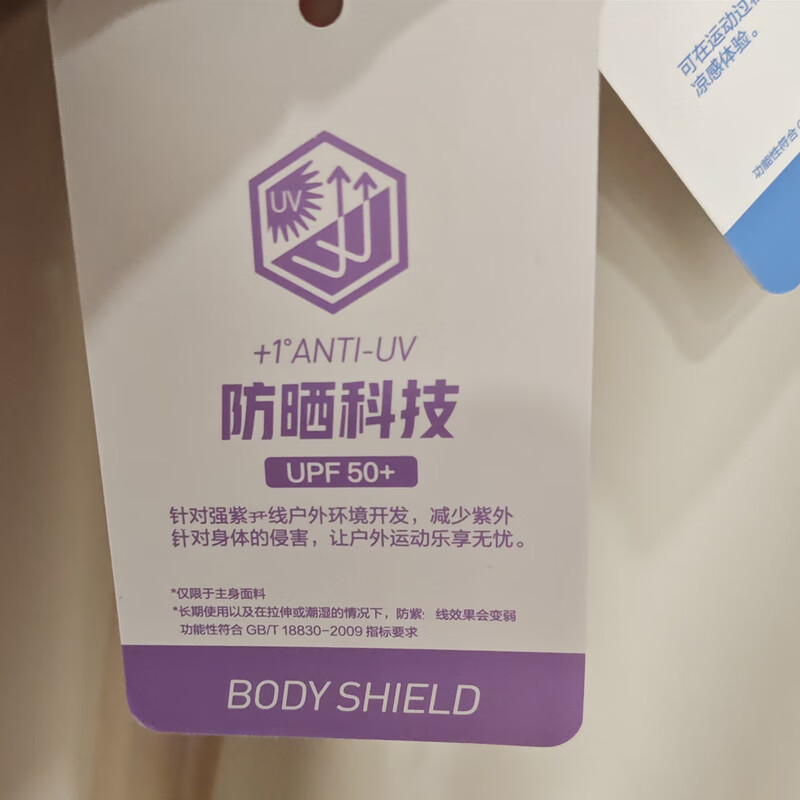 UV
+1°ANTI-UV
防晒科技
UPF 50+
针对强紫线户外环境开发，减少紫外
针对身体的侵害，让户外运动乐享无忧。
*仅限于主身面料
*长期使用以及在拉伸或潮湿的情况下，防紫 线效果会变弱
功能性符合 GB/T 18830-2009 指标要求
BODY SHIELD
可在运动过
凉感体验。
功能性符合